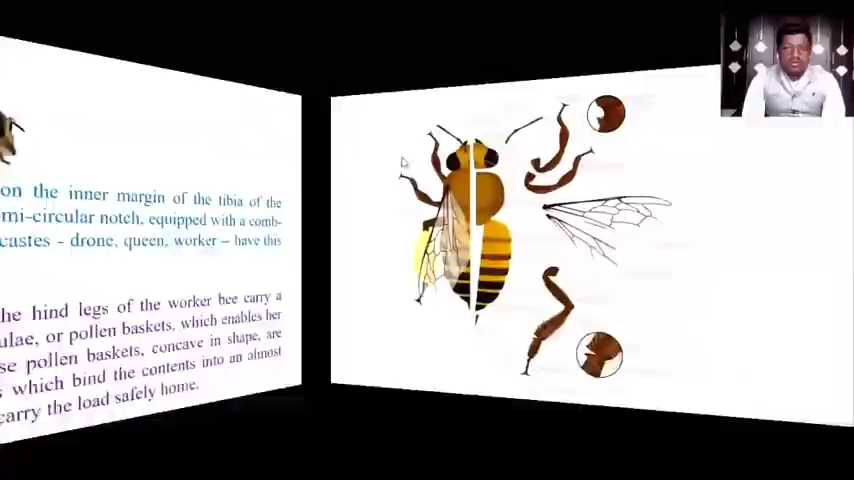 on the inner margin of the tibia of the
mi-circular notch, equipped with a comb-
castes - drone, queen, worker – have this
he hind legs of the worker bee carry a
ulae, or pollen baskets, which enables her
se pollen baskets, concave in shape, are
s which bind the contents into an almost
carry the load safely home.